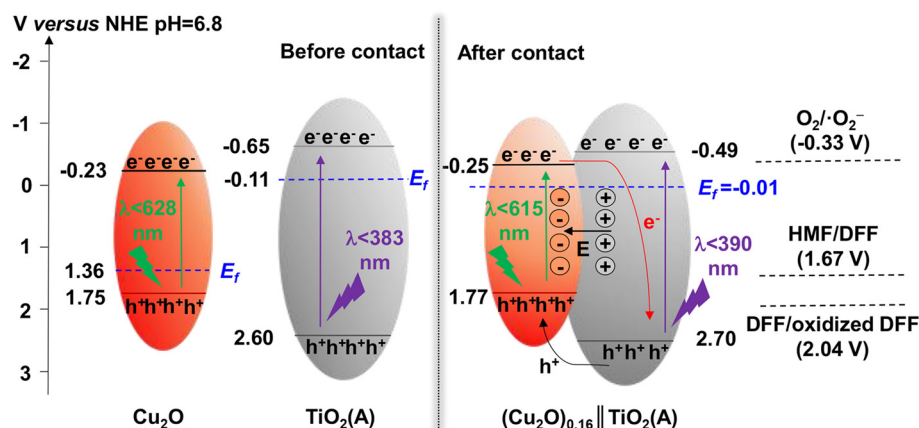 V versus NHE pH=6.8
Before contact
After contact
-2
-1
0
1
2
3
-0.23
e⁻e⁻e⁻e⁻
λ<628
nm
1.36
E_f
1.75
h⁺h⁺h⁺h⁺
Cu₂O
-0.65
e⁻e⁻e⁻e⁻
-0.11
E_f
λ<383
nm
2.60
h⁺h⁺h⁺h⁺
TiO₂(A)
-0.25
e⁻e⁻e⁻
e⁻ e⁻ e⁻ e⁻
-0.49
E_f =-0.01
λ<615
nm
- + 
- +
- +
- +
E
e⁻
λ<390
nm
1.77
h⁺h⁺h⁺h⁺
h⁺h⁺ h⁺
2.70
h⁺
(Cu₂O)₀.₁₆ ‖ TiO₂(A)
O₂/·O₂⁻
(-0.33 V)
HMF/DFF
(1.67 V)
DFF/oxidized DFF
(2.04 V)